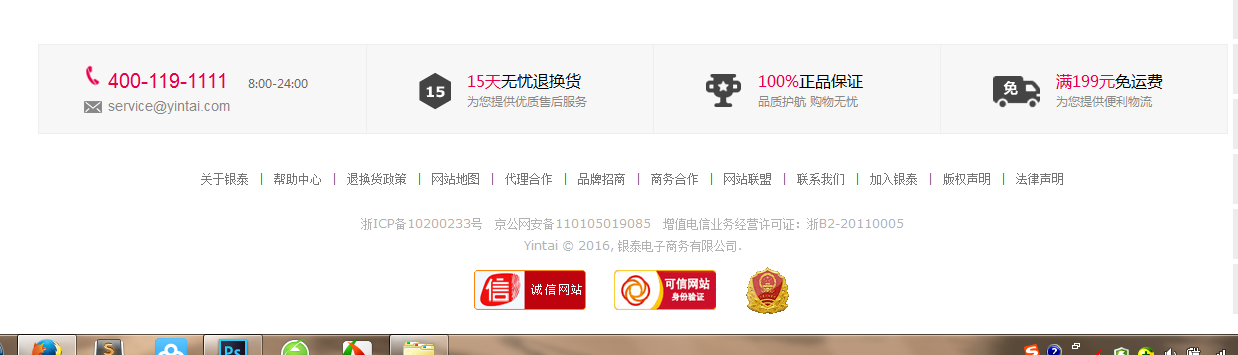 400-119-1111 8:00-24:00
service@yintai.com
15
15天无忧退换货
为您提供优质售后服务
100%正品保证
品质护航 购物无忧
免
满199元免运费
为您提供便利物流
关于银泰 | 帮助中心 | 退换货政策 | 网站地图 | 代理合作 | 品牌招商 | 商务合作 | 网站联盟 | 联系我们 | 加入银泰 | 版权声明 | 法律声明
浙ICP备10200233号 京公网安备110105019085 增值电信业务经营许可证：浙B2-20110005
Yintai © 2016, 银泰电子商务有限公司.
信 诚信网站
可信网站
身份验证
Ps